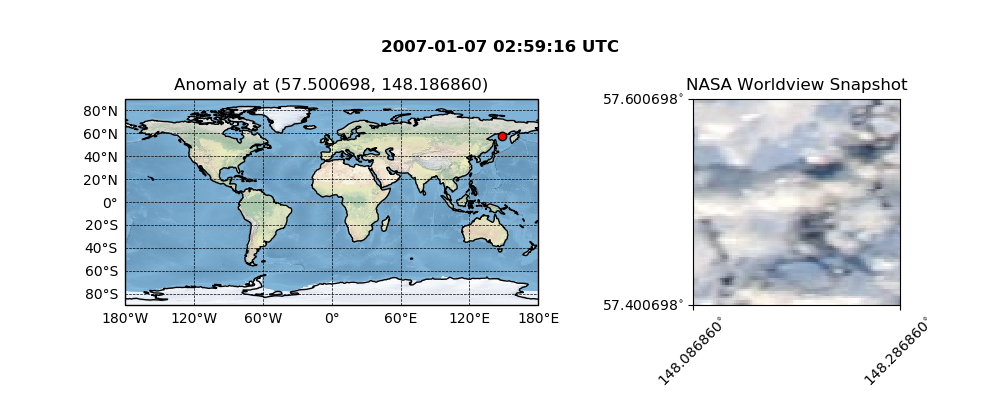 2007-01-07 02:59:16 UTC
Anomaly at (57.500698, 148.186860)
80°N
60°N
40°N
20°N
0°
20°S
40°S
60°S
80°S
180°W 120°W 60°W 0° 60°E 120°E 180°E
NASA Worldview Snapshot
57.600698°
57.400698°
148.086860°
148.286860°